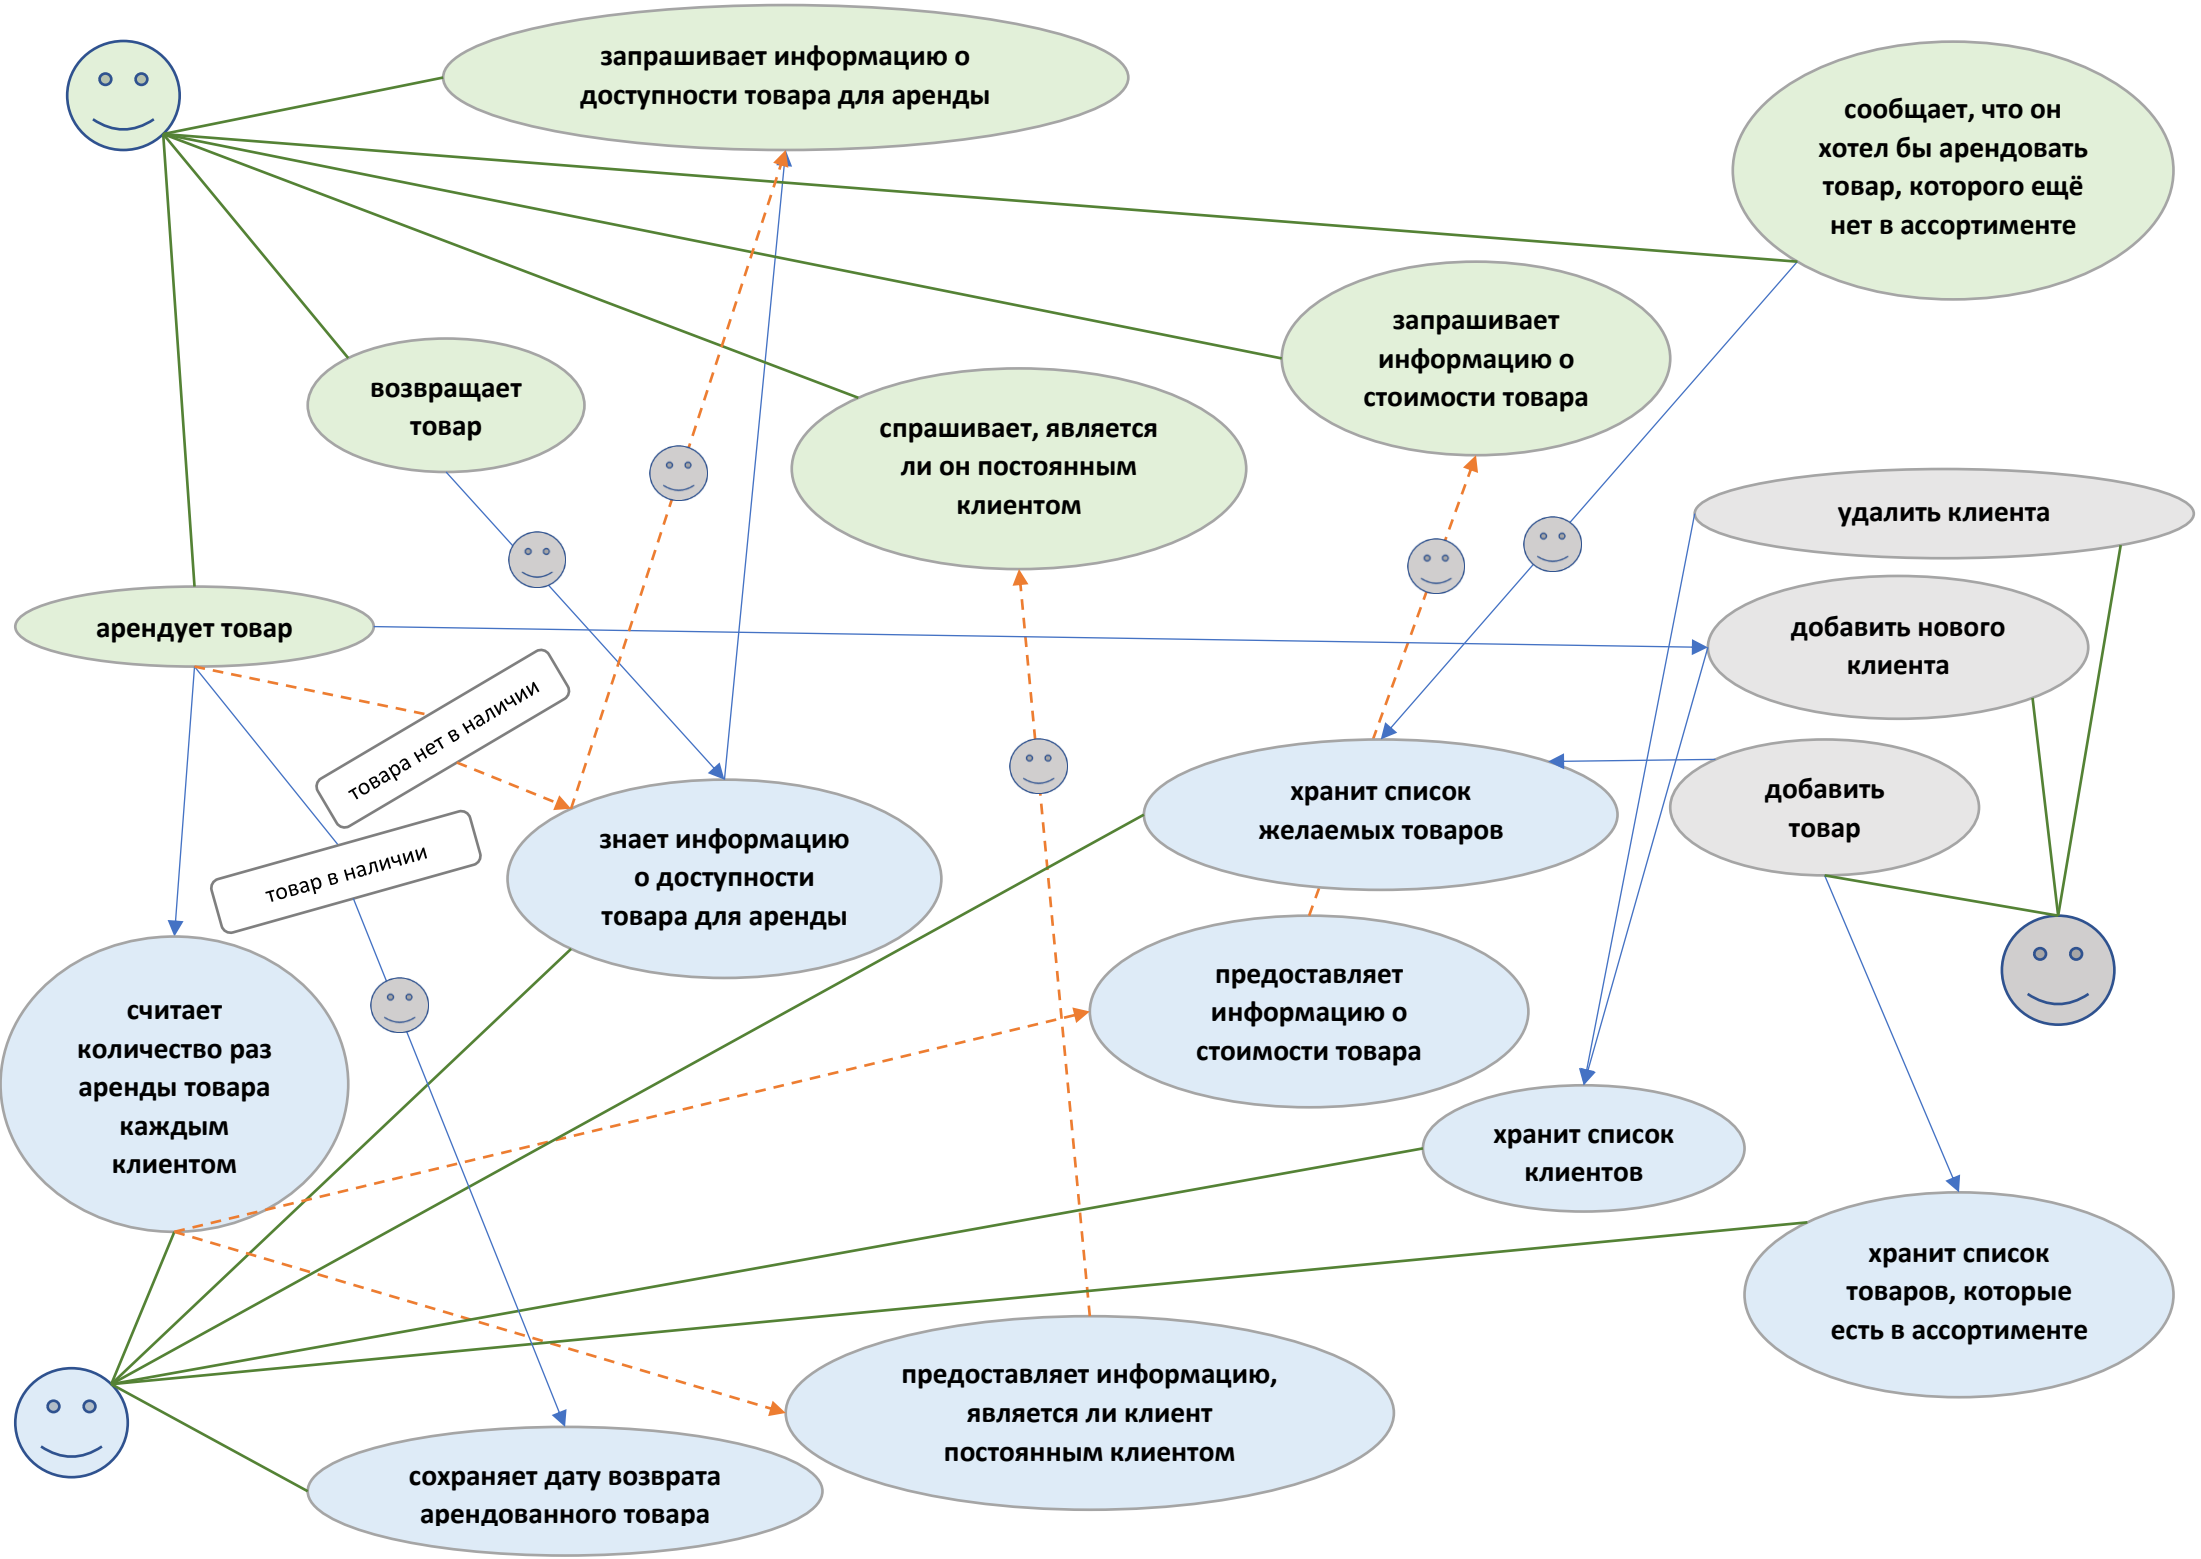 запрашивает информацию о
доступности товара для аренды
сообщает, что он
хотел бы арендовать
товар, которого ещё
нет в ассортименте
запрашивает
информацию о
стоимости товара
возвращает
товар
спрашивает, является
ли он постоянным
клиентом
удалить клиента
арендует товар
добавить нового
клиента
товара нет в наличии
товар в наличии
знает информацию
о доступности
товара для аренды
хранит список
желаемых товаров
добавить
товар
считает
количество раз
аренды товара
каждым
клиентом
предоставляет
информацию о
стоимости товара
хранит список
клиентов
хранит список
товаров, которые
есть в ассортименте
предоставляет информацию,
является ли клиент
постоянным клиентом
сохраняет дату возврата
арендованного товара